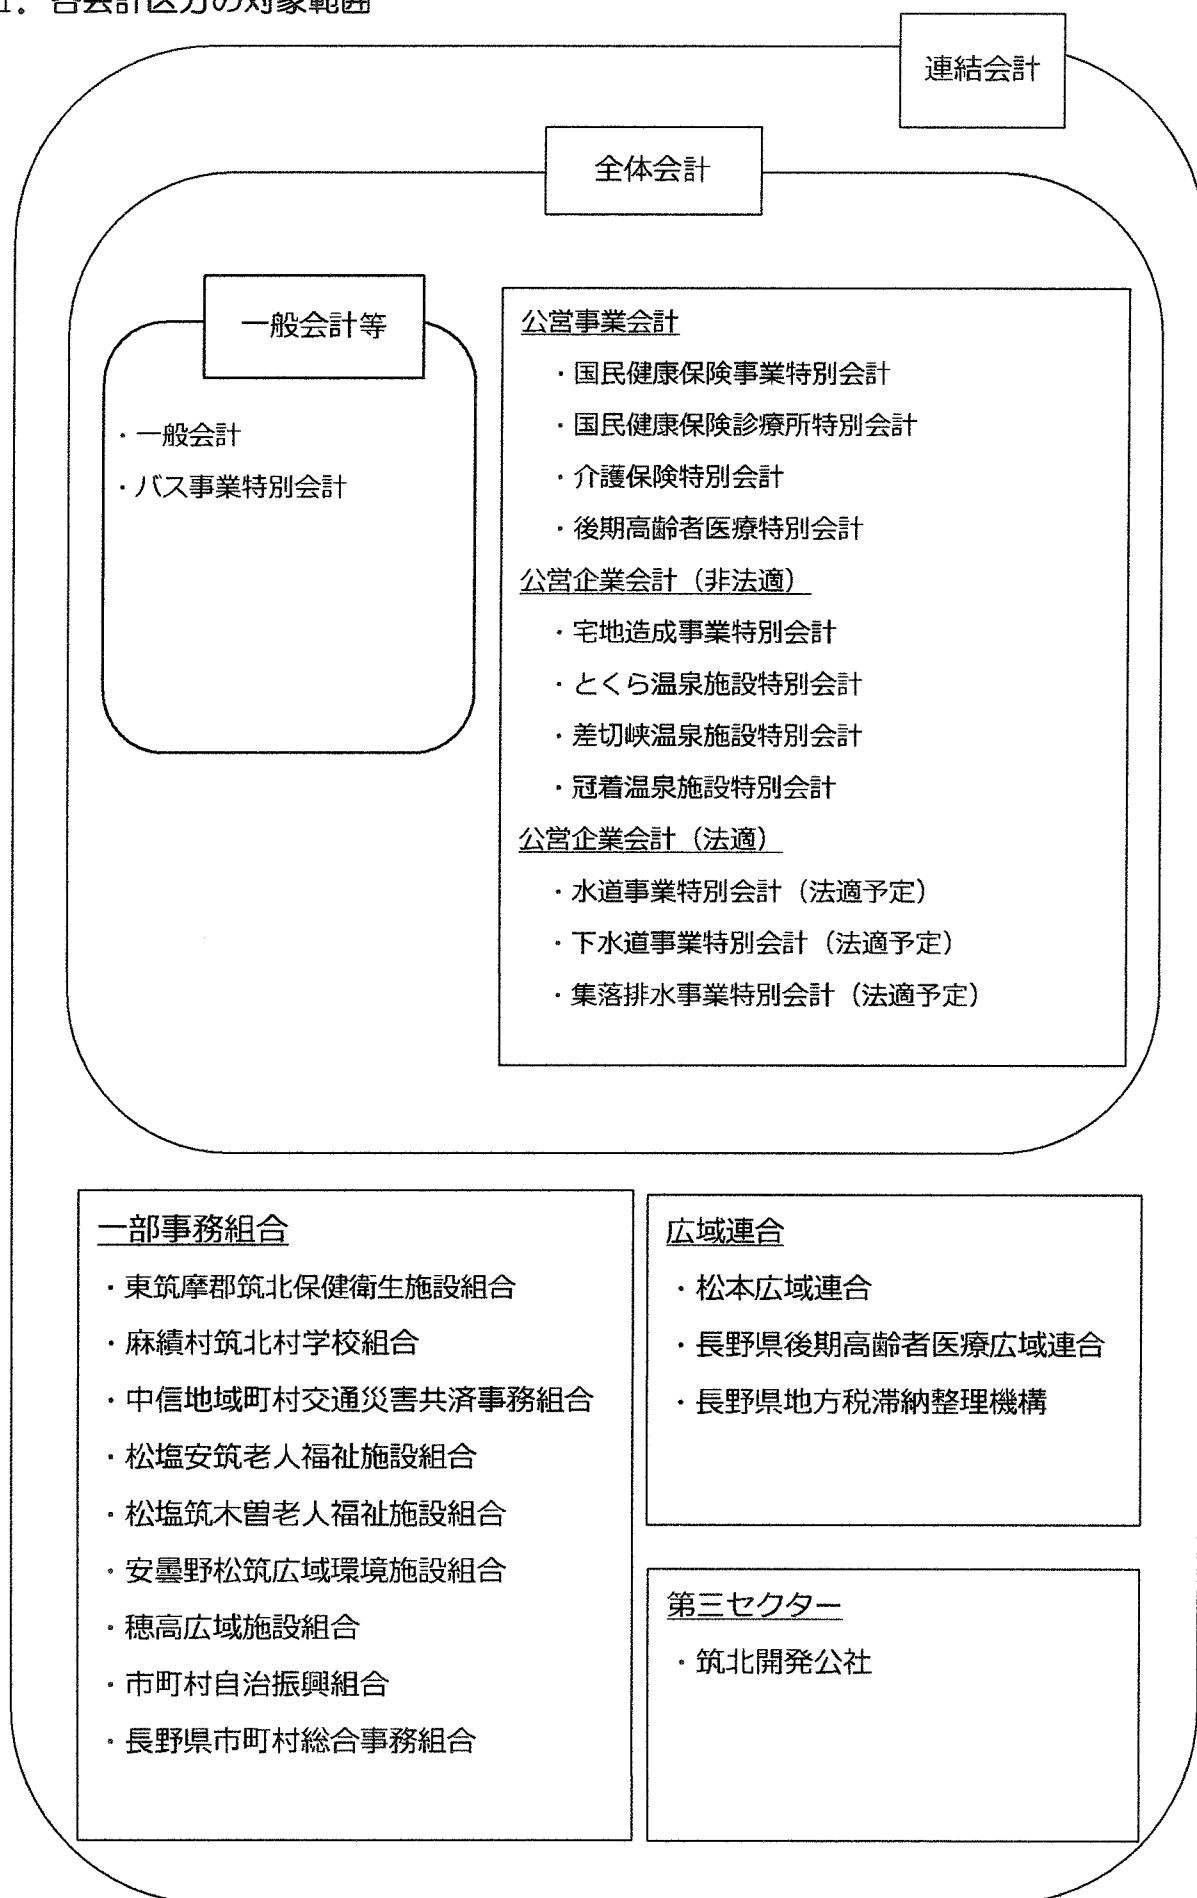 1. 各会計区分の対象範囲
連結会計
全体会計
一般会計等
・一般会計
・バス事業特別会計
公営事業会計
・国民健康保険事業特別会計
・国民健康保険診療所特別会計
・介護保険特別会計
・後期高齢者医療特別会計
公営企業会計（非法適）
・宅地造成事業特別会計
・とくら温泉施設特別会計
・差切峡温泉施設特別会計
・冠着温泉施設特別会計
公営企業会計（法適）
・水道事業特別会計（法適予定）
・下水道事業特別会計（法適予定）
・集落排水事業特別会計（法適予定）
一部事務組合
・東筑摩郡筑北保健衛生施設組合
・麻績村筑北村学校組合
・中信地域町村交通災害共済事務組合
・松塩安筑老人福祉施設組合
・松塩筑木曽老人福祉施設組合
・安曇野松筑広域環境施設組合
・穂高広域施設組合
・市町村自治振興組合
・長野県市町村総合事務組合
広域連合
・松本広域連合
・長野県後期高齢者医療広域連合
・長野県地方税滞納整理機構
第三セクター
・筑北開発公社